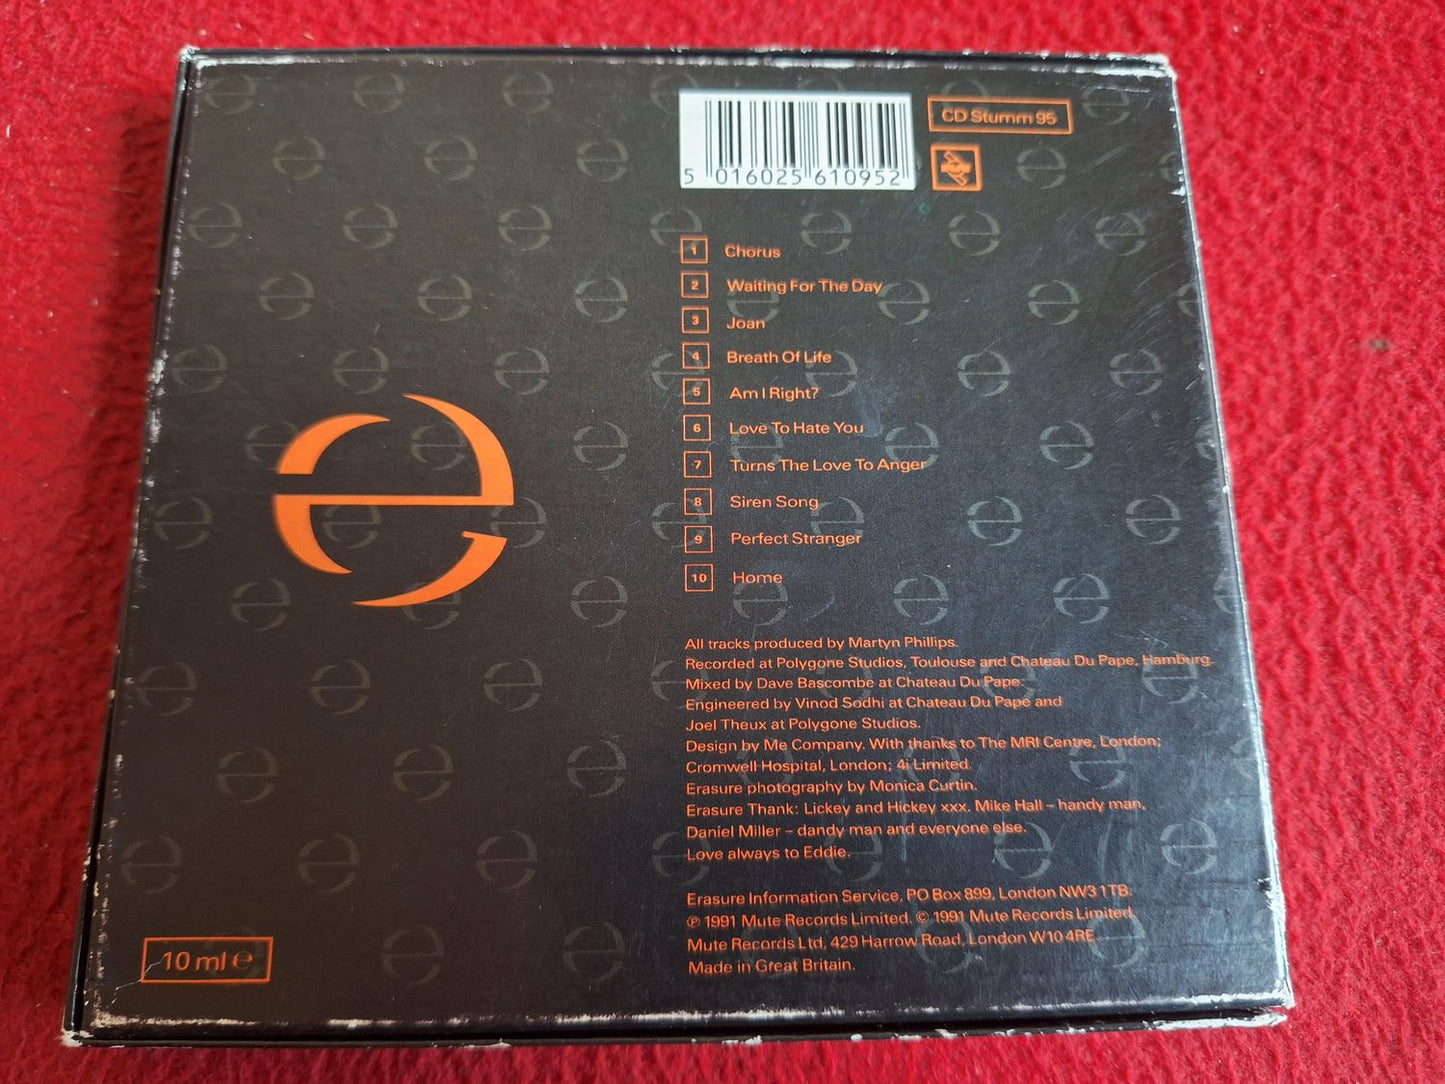 5 016025 610952
CD Stumm 95
1 Chorus
2 Waiting For The Day
3 Joan
4 Breath Of Life
5 Am I Right?
6 Love To Hate You
7 Turns The Love To Anger
8 Siren Song
9 Perfect Stranger
10 Home
All tracks produced by Martyn Phillips.
Recorded at Polygone Studios, Toulouse and Chateau Du Pape, Hamburg.
Mixed by Dave Bascombe at Chateau Du Pape.
Engineered by Vinod Sodhi at Chateau Du Pape and
Joel Theux at Polygone Studios.
Design by Me Company. With thanks to The MRI Centre, London;
Cromwell Hospital, London; 4i Limited.
Erasure photography by Monica Curtin.
Erasure Thank: Lickey and Hickey xxx. Mike Hall – handy man,
Daniel Miller – dandy man and everyone else.
Love always to Eddie.
Erasure Information Service, PO Box 899, London NW3 1TB.
℗ 1991 Mute Records Limited. © 1991 Mute Records Limited.
Mute Records Ltd, 429 Harrow Road, London W10 4RE
Made in Great Britain.
e
10 ml e